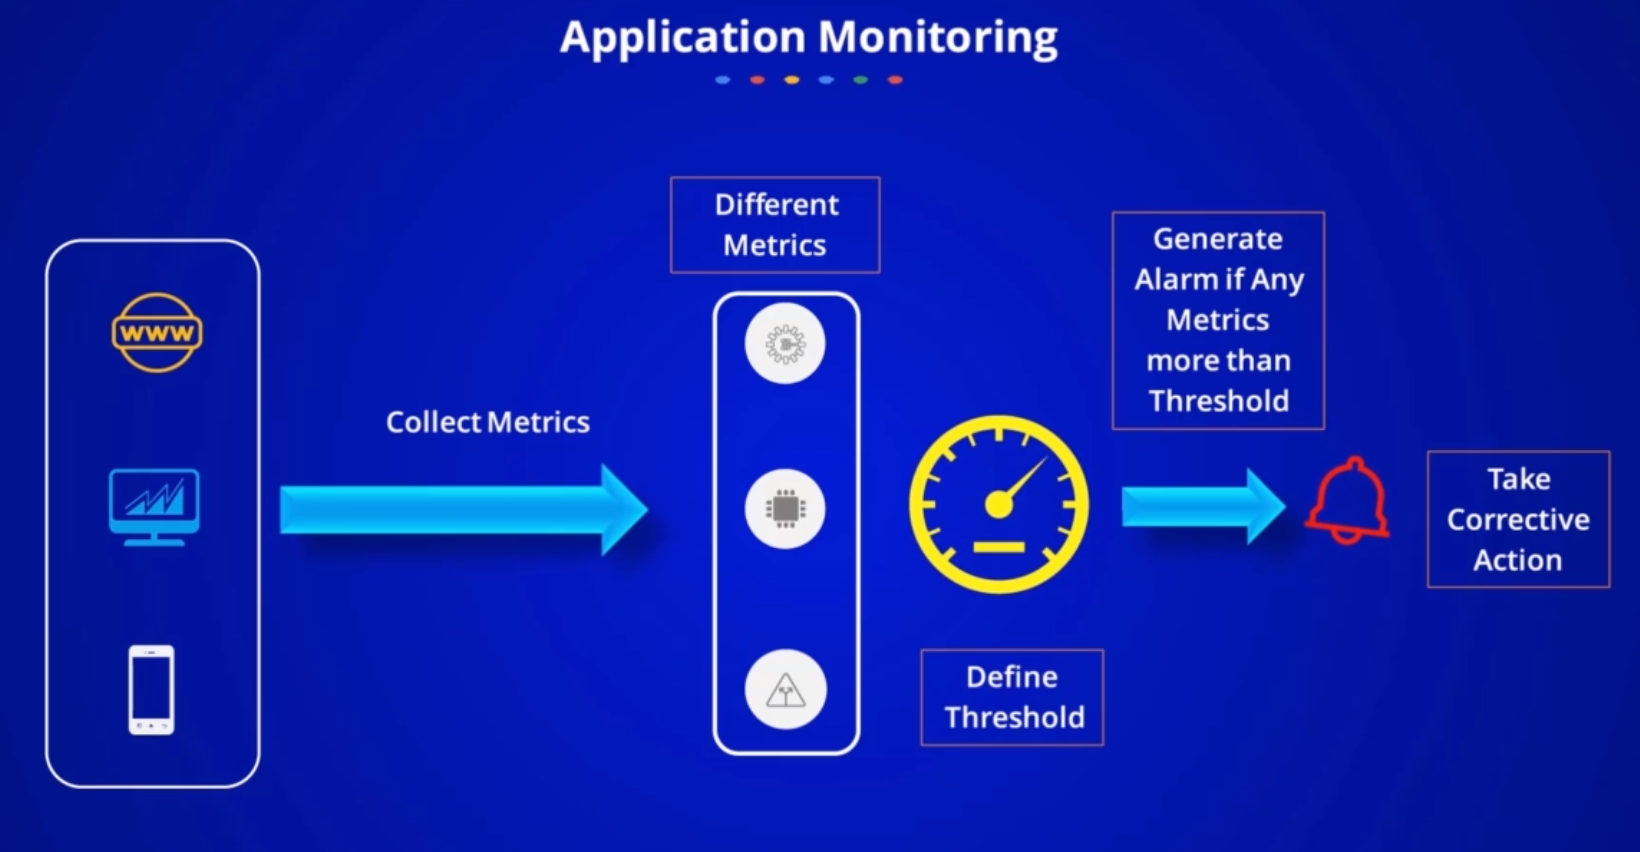 Application Monitoring
www
Collect Metrics
Different
Metrics
Define
Threshold
Generate
Alarm if Any
Metrics
more than
Threshold
Take
Corrective
Action